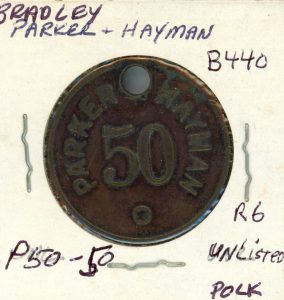 BRADLEY
PARKER + HAYMAN
B440
PARKER + HAYMAN
50
R6
P50-50
UNLISTED
POLK